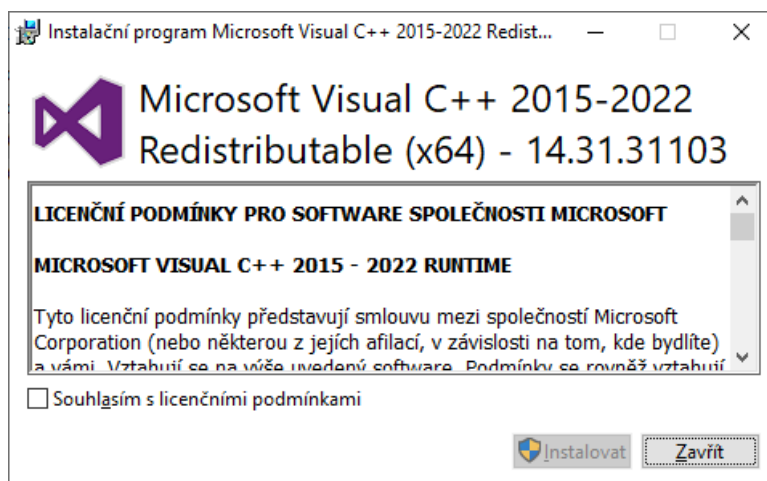 Instalační program Microsoft Visual C++ 2015-2022 Redist...
Microsoft Visual C++ 2015-2022
Redistributable (x64) - 14.31.31103
LICENČNÍ PODMÍNKY PRO SOFTWARE SPOLEČNOSTI MICROSOFT
MICROSOFT VISUAL C++ 2015 - 2022 RUNTIME
Tyto licenční podmínky představují smlouvu mezi společností Microsoft
Corporation (nebo některou z jejích afilací, v závislosti na tom, kde bydlíte)
a vámi. Vztahují se na výše uvedený software. Podmínky se rovněž vztahují
Souhlasím s licenčními podmínkami
Instalovat
Zavřít